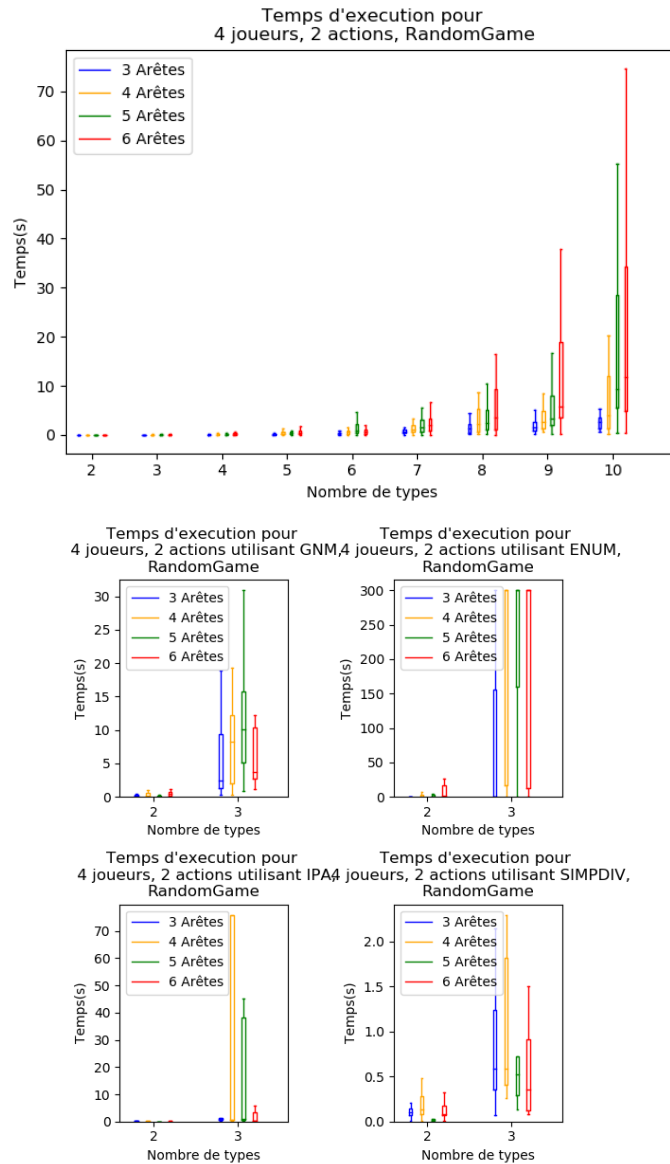 Temps d'execution pour
4 joueurs, 2 actions, RandomGame
3 Arêtes
4 Arêtes
5 Arêtes
6 Arêtes
70
60
50
40
30
20
10
0
Temps(s)
2 3 4 5 6 7 8 9 10
Nombre de types
Temps d'execution pour
4 joueurs, 2 actions utilisant GNM,
RandomGame
3 Arêtes
4 Arêtes
5 Arêtes
6 Arêtes
30
25
20
15
10
5
0
Temps(s)
2 3
Nombre de types
Temps d'execution pour
4 joueurs, 2 actions utilisant ENUM,
RandomGame
3 Arêtes
4 Arêtes
5 Arêtes
6 Arêtes
300
250
200
150
100
50
0
Temps(s)
2 3
Nombre de types
Temps d'execution pour
4 joueurs, 2 actions utilisant IPA,
RandomGame
3 Arêtes
4 Arêtes
5 Arêtes
6 Arêtes
70
60
50
40
30
20
10
0
Temps(s)
2 3
Nombre de types
Temps d'execution pour
4 joueurs, 2 actions utilisant SIMPDIV,
RandomGame
3 Arêtes
4 Arêtes
5 Arêtes
6 Arêtes
2.0
1.5
1.0
0.5
0.0
Temps(s)
2 3
Nombre de types